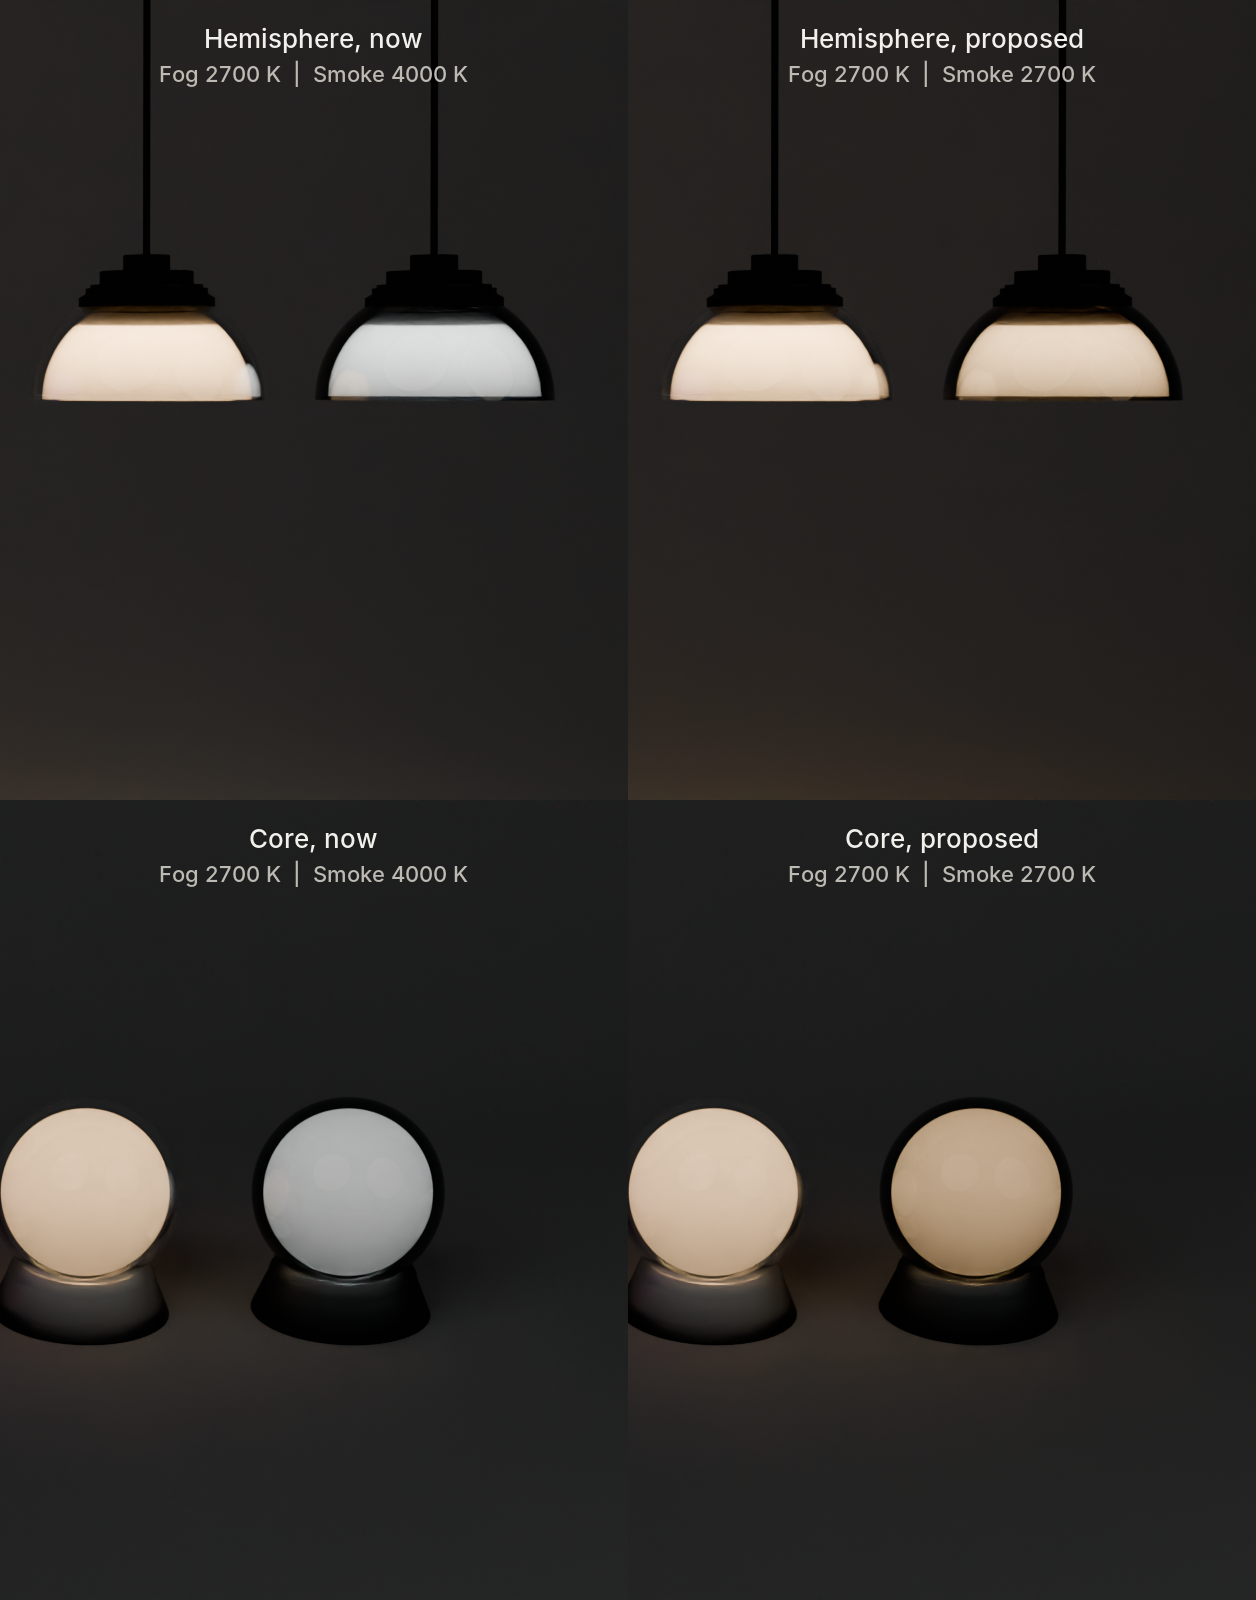 Hemisphere, now
Fog 2700 K | Smoke 4000 K
Hemisphere, proposed
Fog 2700 K | Smoke 2700 K
Core, now
Fog 2700 K | Smoke 4000 K
Core, proposed
Fog 2700 K | Smoke 2700 K